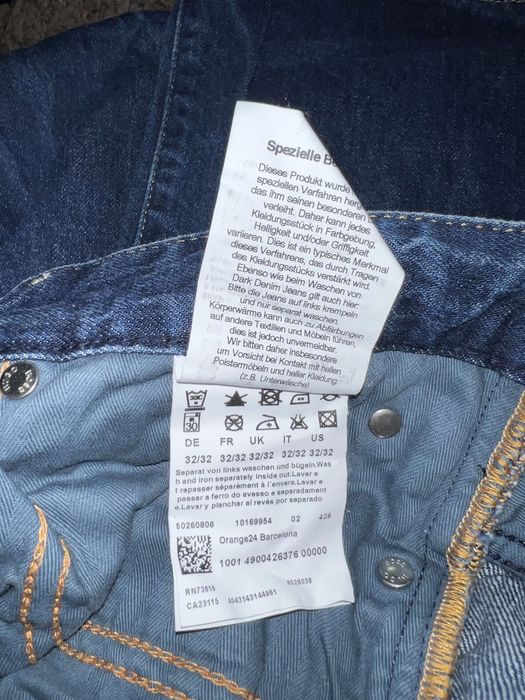 Spezielle B
Dieses Produkt wurde
speziellen Verfahren her
das ihm seinen besonderen
verleiht. Daher kann jedes
Kleidungsstück in Farbgebung,
Helligkeit und/oder Griffigkeit
variieren. Dies ist ein typisches Merkmal
dieses Verfahrens, das durch Tragen
des Kleidungsstücks verstärkt wird.
Ebenso wie beim Waschen von
Dark Denim Jeans gilt auch hier:
Bitte die Jeans auf links krempeln
und nur separat waschen.
Körperwärme kann auch zu Abfärbungen
auf andere Textilien und Möbeln führen,
dies ist jedoch unvermeidbar.
Wir bitten daher insbesondere
um Vorsicht bei Kontakt mit hellen
Polstermöbeln und heller Kleidung.
(z.B. Unterwäsche)
30
DE FR UK IT US
32/32 32/32 32/32 32/32 32/32
Separat von links waschen und bügeln.Was
h and iron separately inside out.Lavar e
t repasser séparément à l'envers.Lavar e
passar a ferro do avesso e separadament
e.Lavar y planchar al revés por separado
50260806 10169954 02 428
Orange24 Barcelona
1001 4900426376 00000
RN73615
CA23115 4043143144961 5026038